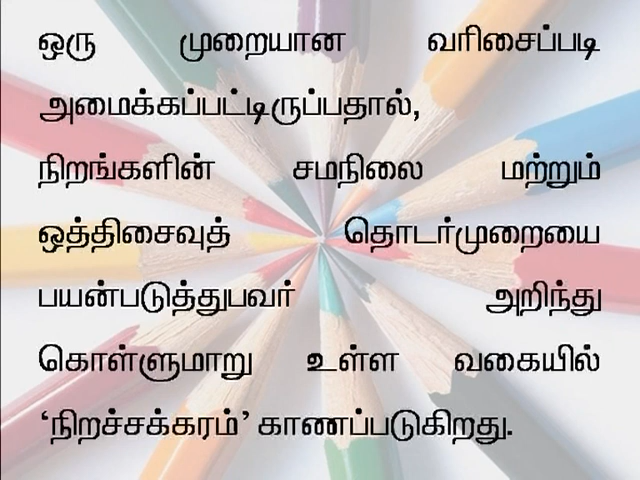 ஒரு முறையான வரிசைப்படி
அமைக்கப்பட்டிருப்பதால்,
நிறங்களின் சமநிலை மற்றும்
ஒத்திசைவுத் தொடர்முறையை
பயன்படுத்துபவர் அறிந்து
கொள்ளுமாறு உள்ள வகையில்
‘நிறச்சக்கரம்’ காணப்படுகிறது.